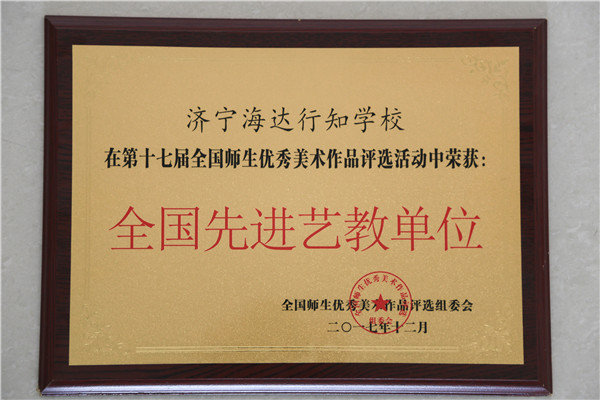 济宁海达行知学校
在第十七届全国师生优秀美术作品评选活动中荣获：
全国先进艺教单位
全国师生优秀美术作品评选组委会
二〇一七年十二月
组委会